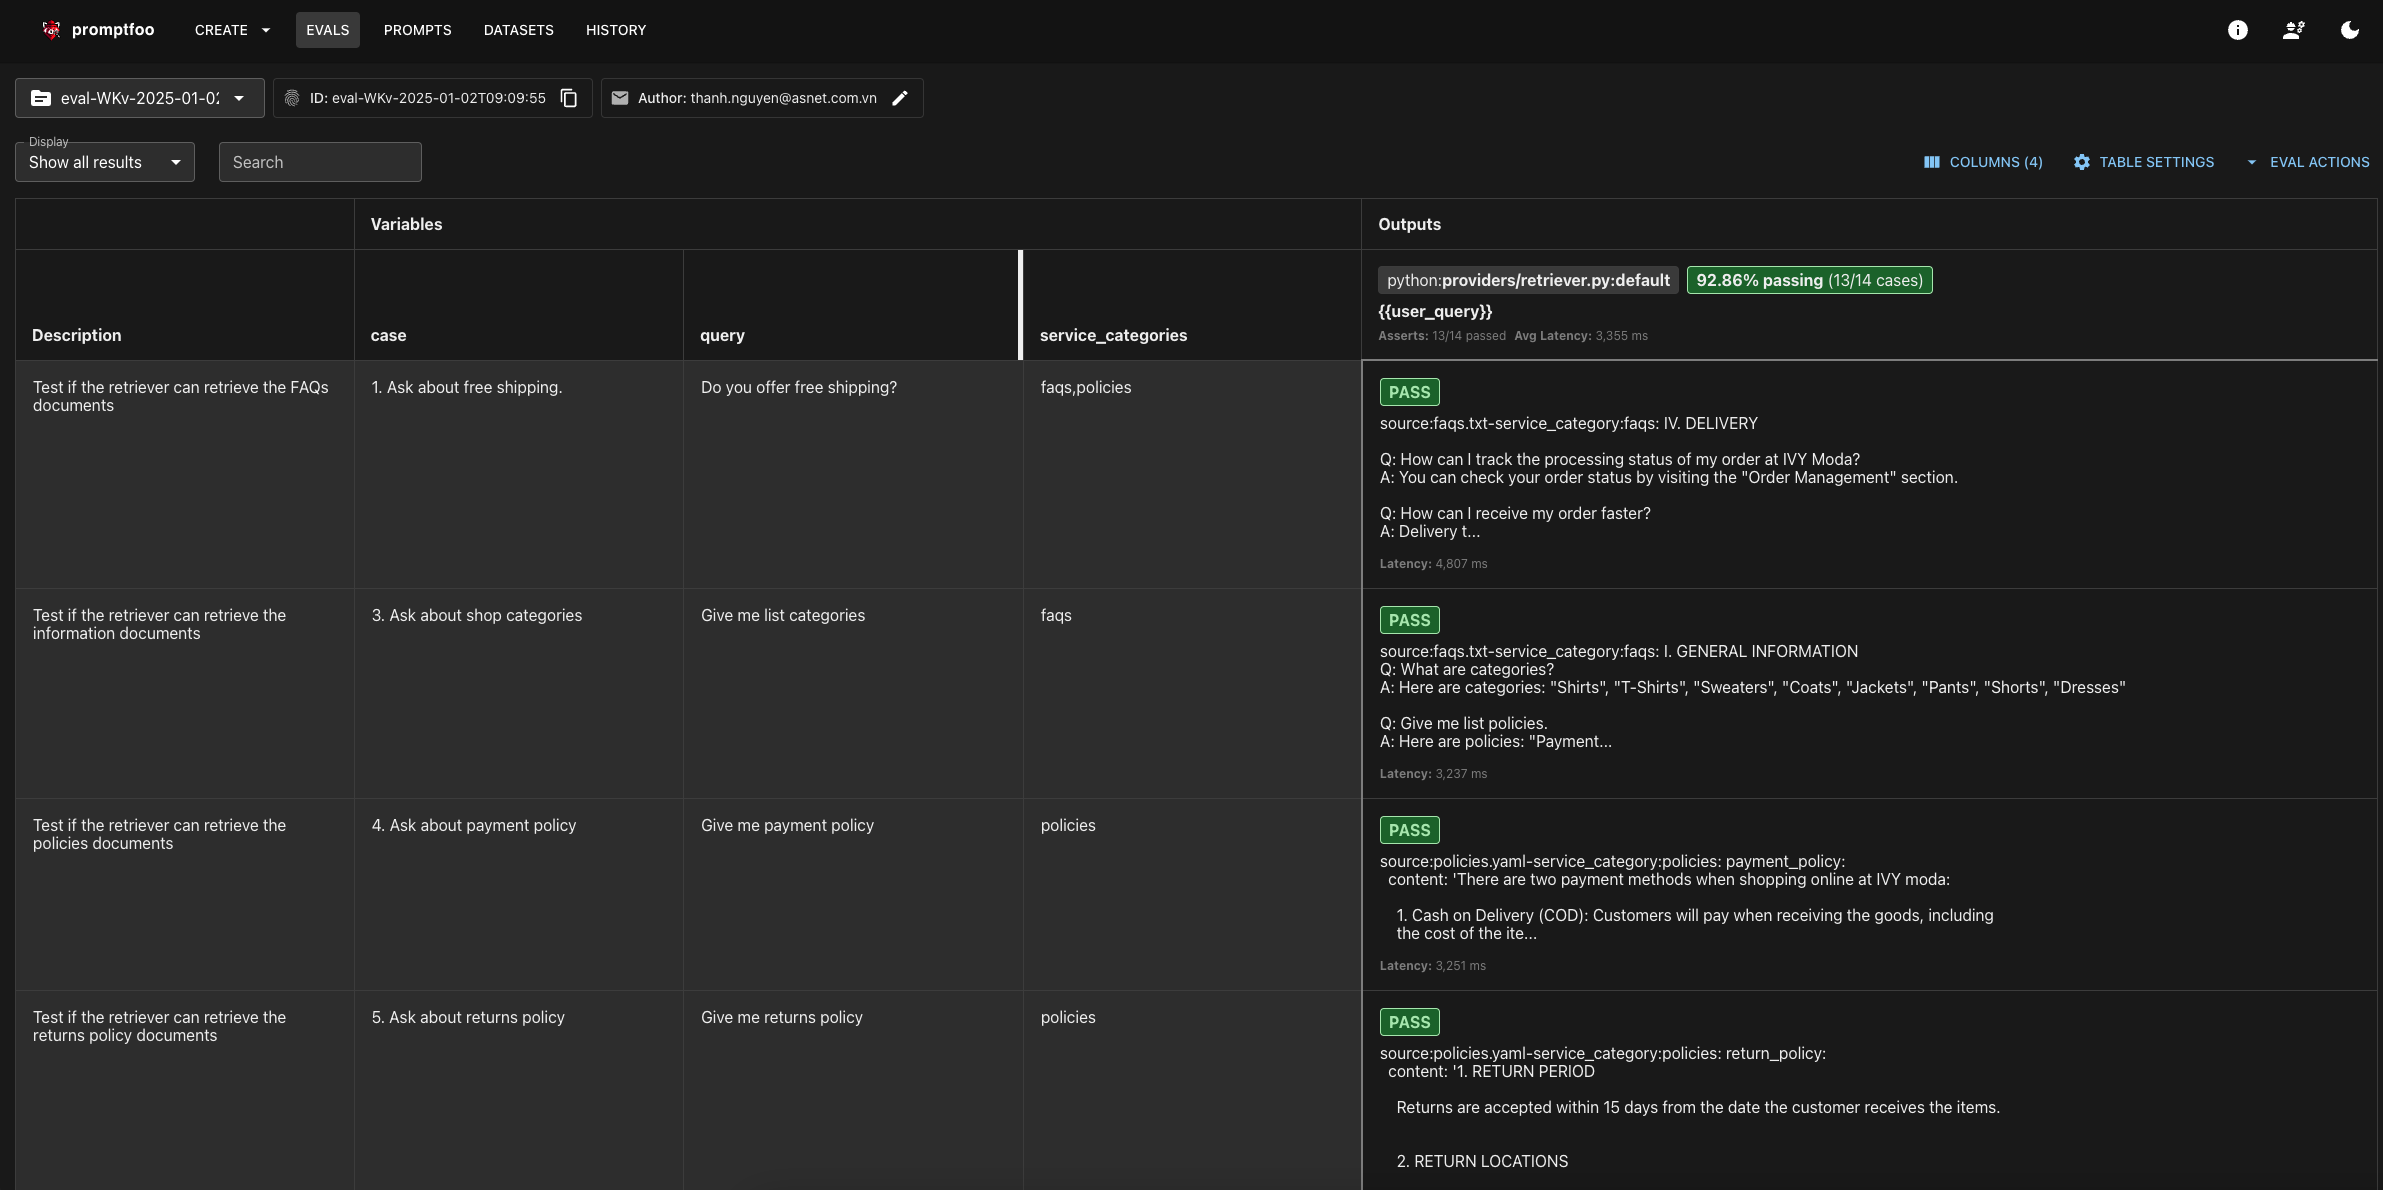 promptfoo
CREATE
EVALS
PROMPTS
DATASETS
HISTORY
eval-WKv-2025-01-02
ID: eval-WKv-2025-01-02T09:09:55
Author: thanh.nguyen@asnet.com.vn
Display
Show all results
Search
COLUMNS (4)
TABLE SETTINGS
EVAL ACTIONS
Variables
Outputs
Description
case
query
service_categories
python:providers/retriever.py:default
92.86% passing (13/14 cases)
{{user_query}}
Asserts: 13/14 passed Avg Latency: 3,355 ms
Test if the retriever can retrieve the FAQs
documents
1. Ask about free shipping.
Do you offer free shipping?
faqs,policies
PASS
source:faqs.txt-service_category:faqs: IV. DELIVERY
Q: How can I track the processing status of my order at IVY Moda?
A: You can check your order status by visiting the "Order Management" section.
Q: How can I receive my order faster?
A: Delivery t...
Latency: 4,807 ms
Test if the retriever can retrieve the
information documents
3. Ask about shop categories
Give me list categories
faqs
PASS
source:faqs.txt-service_category:faqs: I. GENERAL INFORMATION
Q: What are categories?
A: Here are categories: "Shirts", "T-Shirts", "Sweaters", "Coats", "Jackets", "Pants", "Shorts", "Dresses"
Q: Give me list policies.
A: Here are policies: "Payment...
Latency: 3,237 ms
Test if the retriever can retrieve the
policies documents
4. Ask about payment policy
Give me payment policy
policies
PASS
source:policies.yaml-service_category:policies: payment_policy:
content: 'There are two payment methods when shopping online at IVY moda:
1. Cash on Delivery (COD): Customers will pay when receiving the goods, including
the cost of the ite...
Latency: 3,251 ms
Test if the retriever can retrieve the
returns policy documents
5. Ask about returns policy
Give me returns policy
policies
PASS
source:policies.yaml-service_category:policies: return_policy:
content: '1. RETURN PERIOD
Returns are accepted within 15 days from the date the customer receives the items.
2. RETURN LOCATIONS